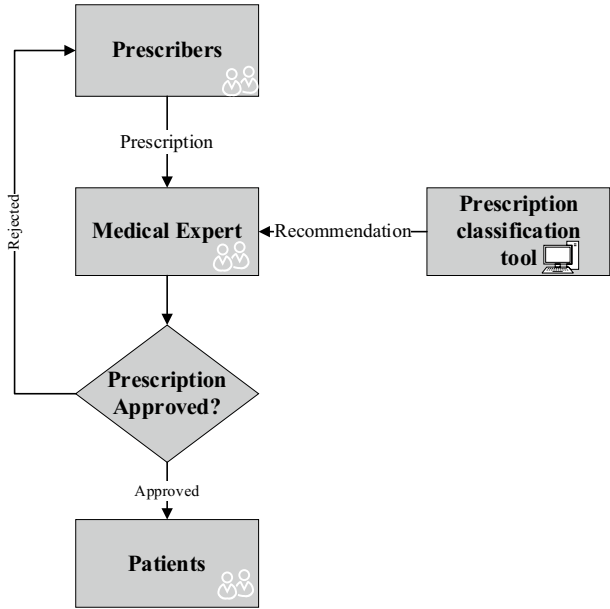 Prescribers
Prescription
Rejected
Medical Expert
Recommendation
Prescription
classification
tool
Prescription
Approved?
Approved
Patients